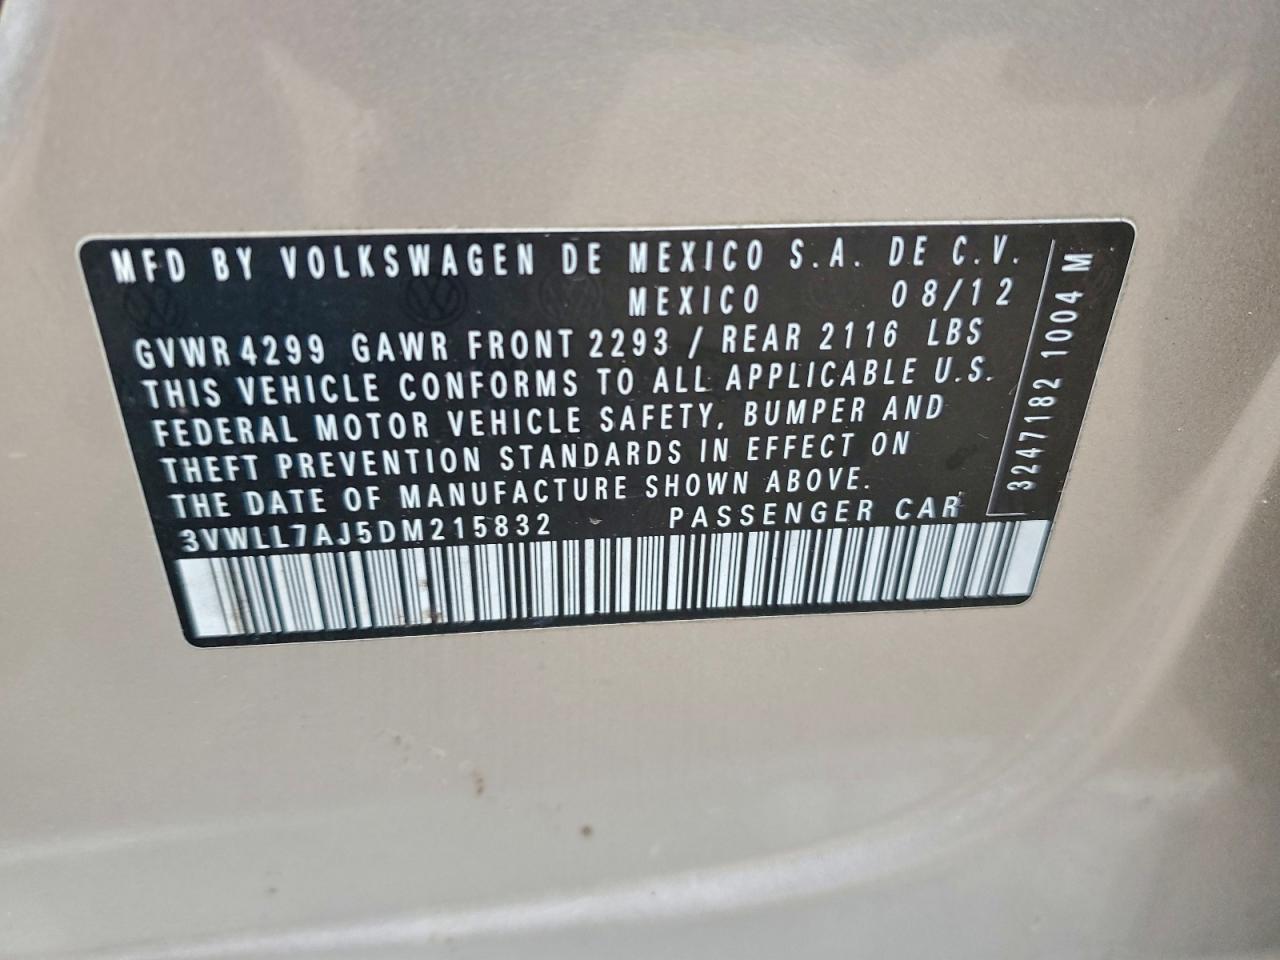 MFD BY VOLKSWAGEN DE MEXICO S.A. DE C.V.
MEXICO 08/12
GVWR 4299 GAWR FRONT 2293 / REAR 2116 LBS
THIS VEHICLE CONFORMS TO ALL APPLICABLE U.S.
FEDERAL MOTOR VEHICLE SAFETY, BUMPER AND
THEFT PREVENTION STANDARDS IN EFFECT ON
THE DATE OF MANUFACTURE SHOWN ABOVE.
3VWLL7AJ5DM215832 PASSENGER CAR
3247182 1004 M